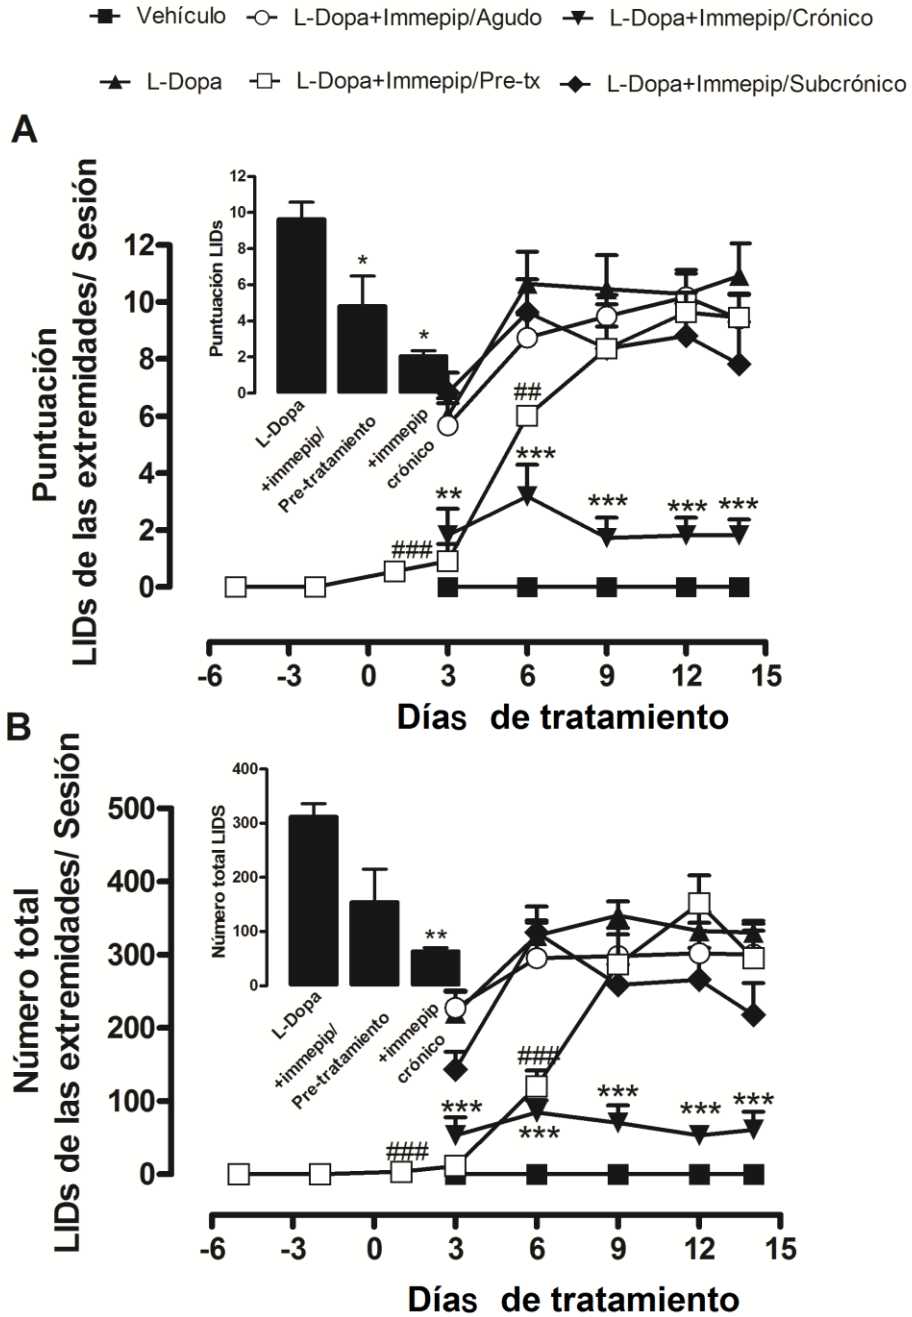 Vehículo L-Dopa+Immepip/Agudo L-Dopa+Immepip/Crónico
L-Dopa L-Dopa+Immepip/Pre-tx L-Dopa+Immepip/Subcrónico
A
Puntuación
LIDs de las extremidades/ Sesión
12
10
8
6
4
2
0
Puntuación LIDs
12
10
8
6
4
2
0
*
*
L-Dopa
+immepip/
Pre-tratamiento
+immepip
crónico
###
**
##
***
***
***
***
-6 -3 0 3 6 9 12 15
Días de tratamiento
B
Número total
LIDs de las extremidades/ Sesión
500
400
300
200
100
0
Número total LIDS
400
300
200
100
0
**
L-Dopa
+immepip/
Pre-tratamiento
+immepip
crónico
###
***
###
***
***
***
***
-6 -3 0 3 6 9 12 15
Días de tratamiento